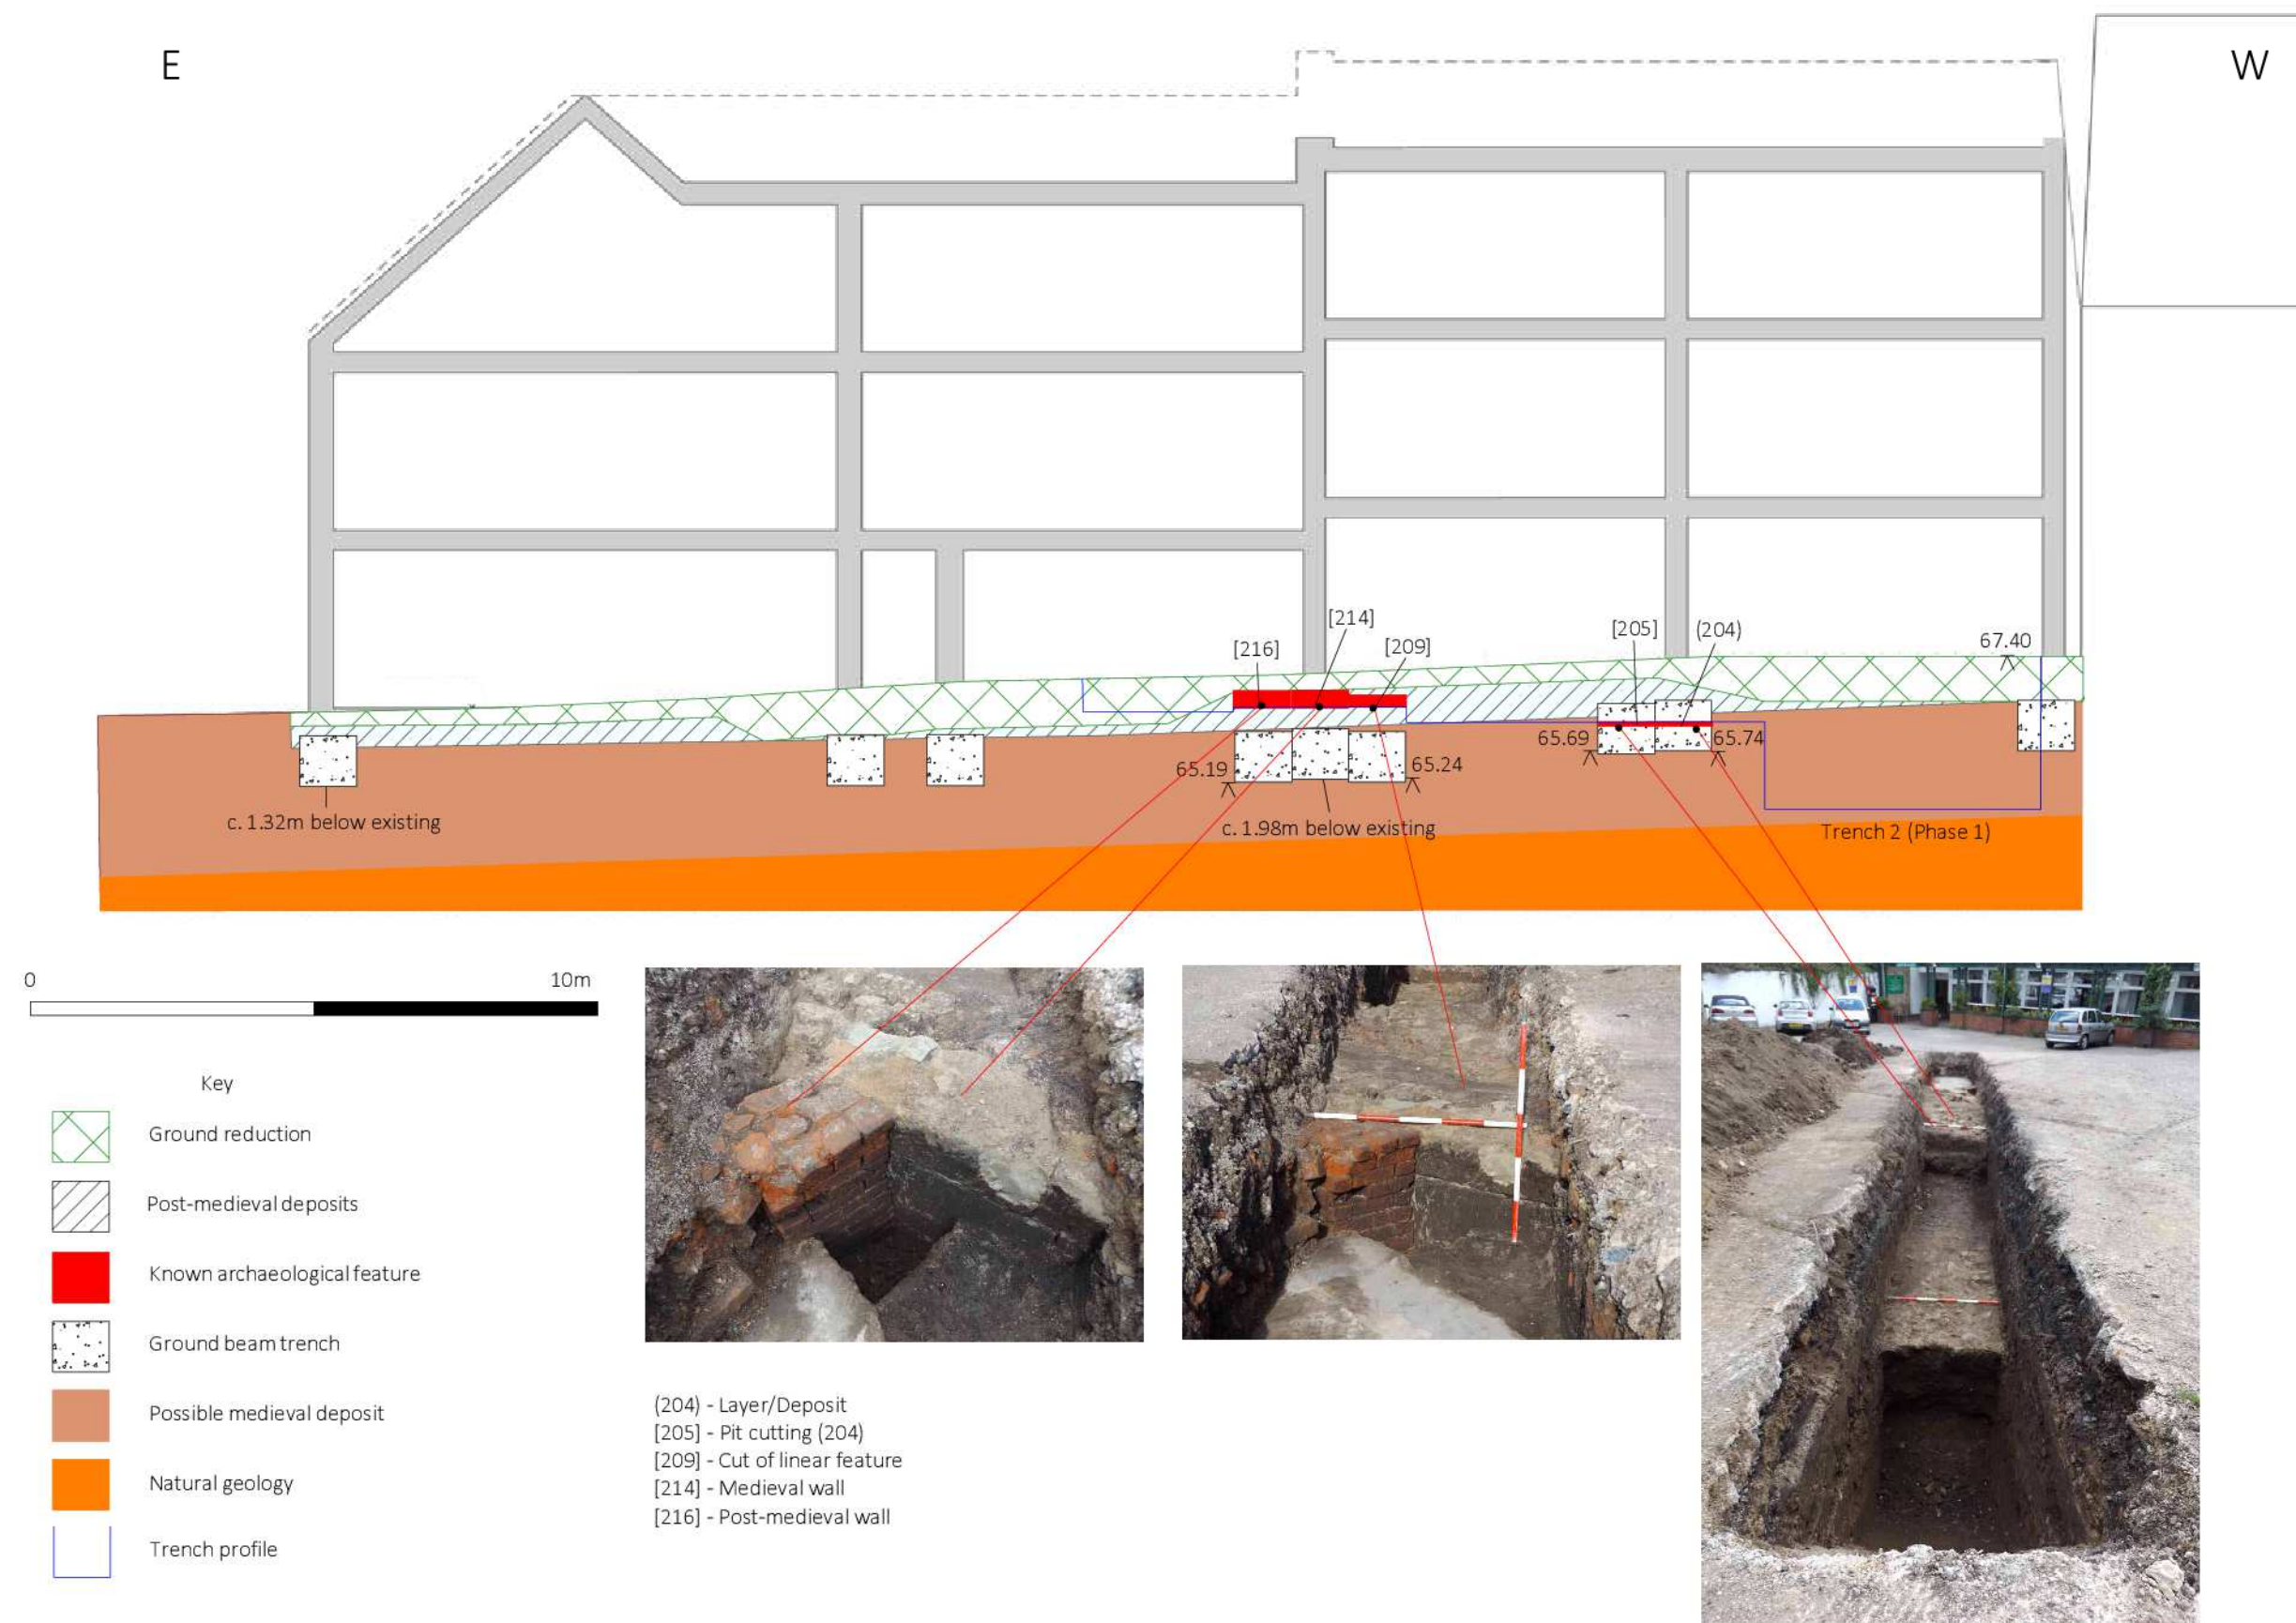 E
W
[214]
[205]
(204)
[216]
[209]
67.40
65.69
65.74
65.19
65.24
c. 1.32m below existing
c. 1.98m below existing
Trench 2 (Phase 1)
0
10m
Key
Ground reduction
Post-medieval deposits
Known archaeological feature
Ground beam trench
Possible medieval deposit
Natural geology
Trench profile
(204) - Layer/Deposit
[205] - Pit cutting (204)
[209] - Cut of linear feature
[214] - Medieval wall
[216] - Post-medieval wall